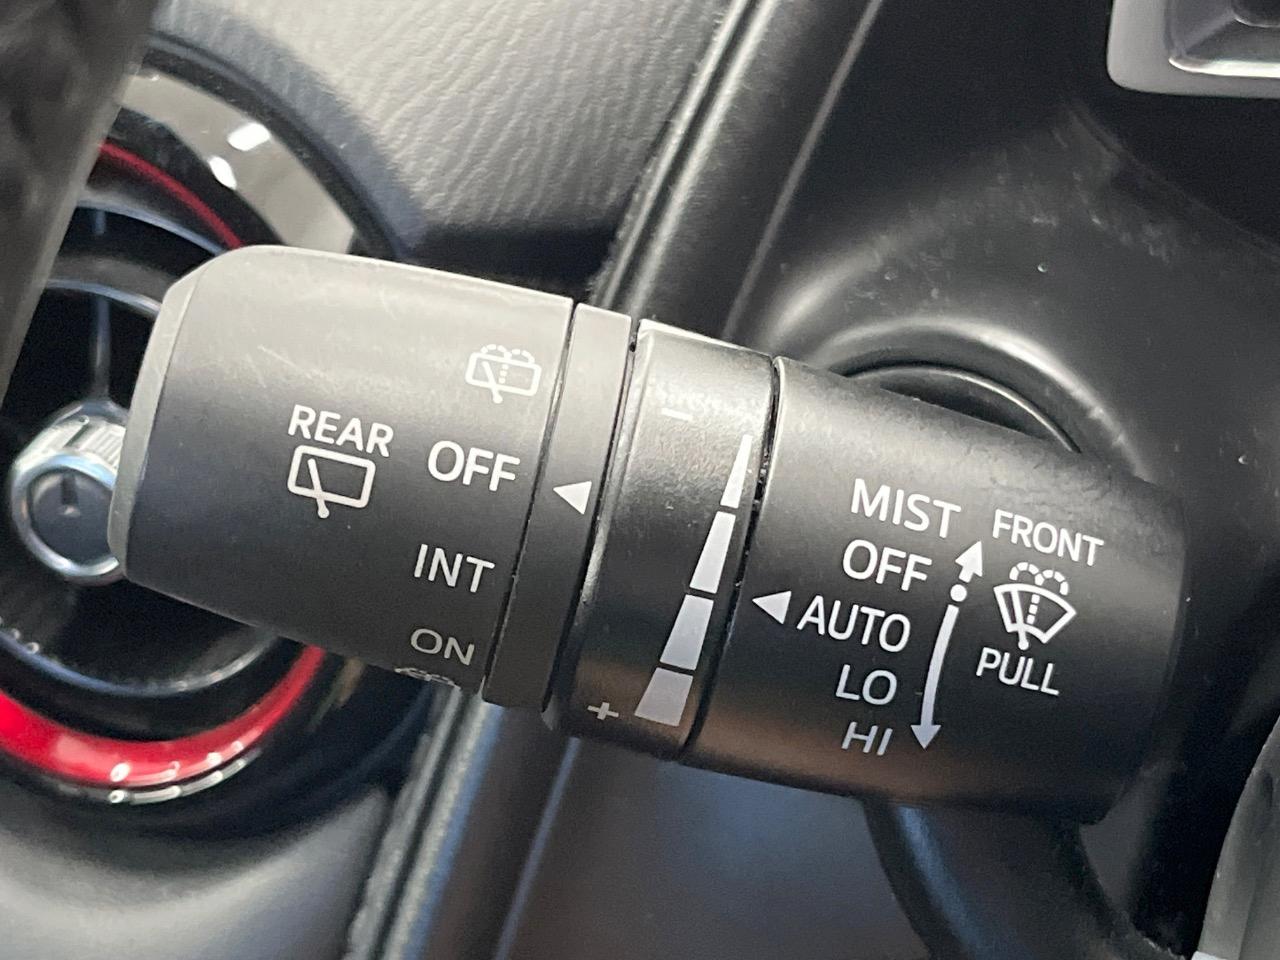 REAR
OFF
INT
ON
−
+
MIST
OFF
AUTO
LO
HI
FRONT
PULL